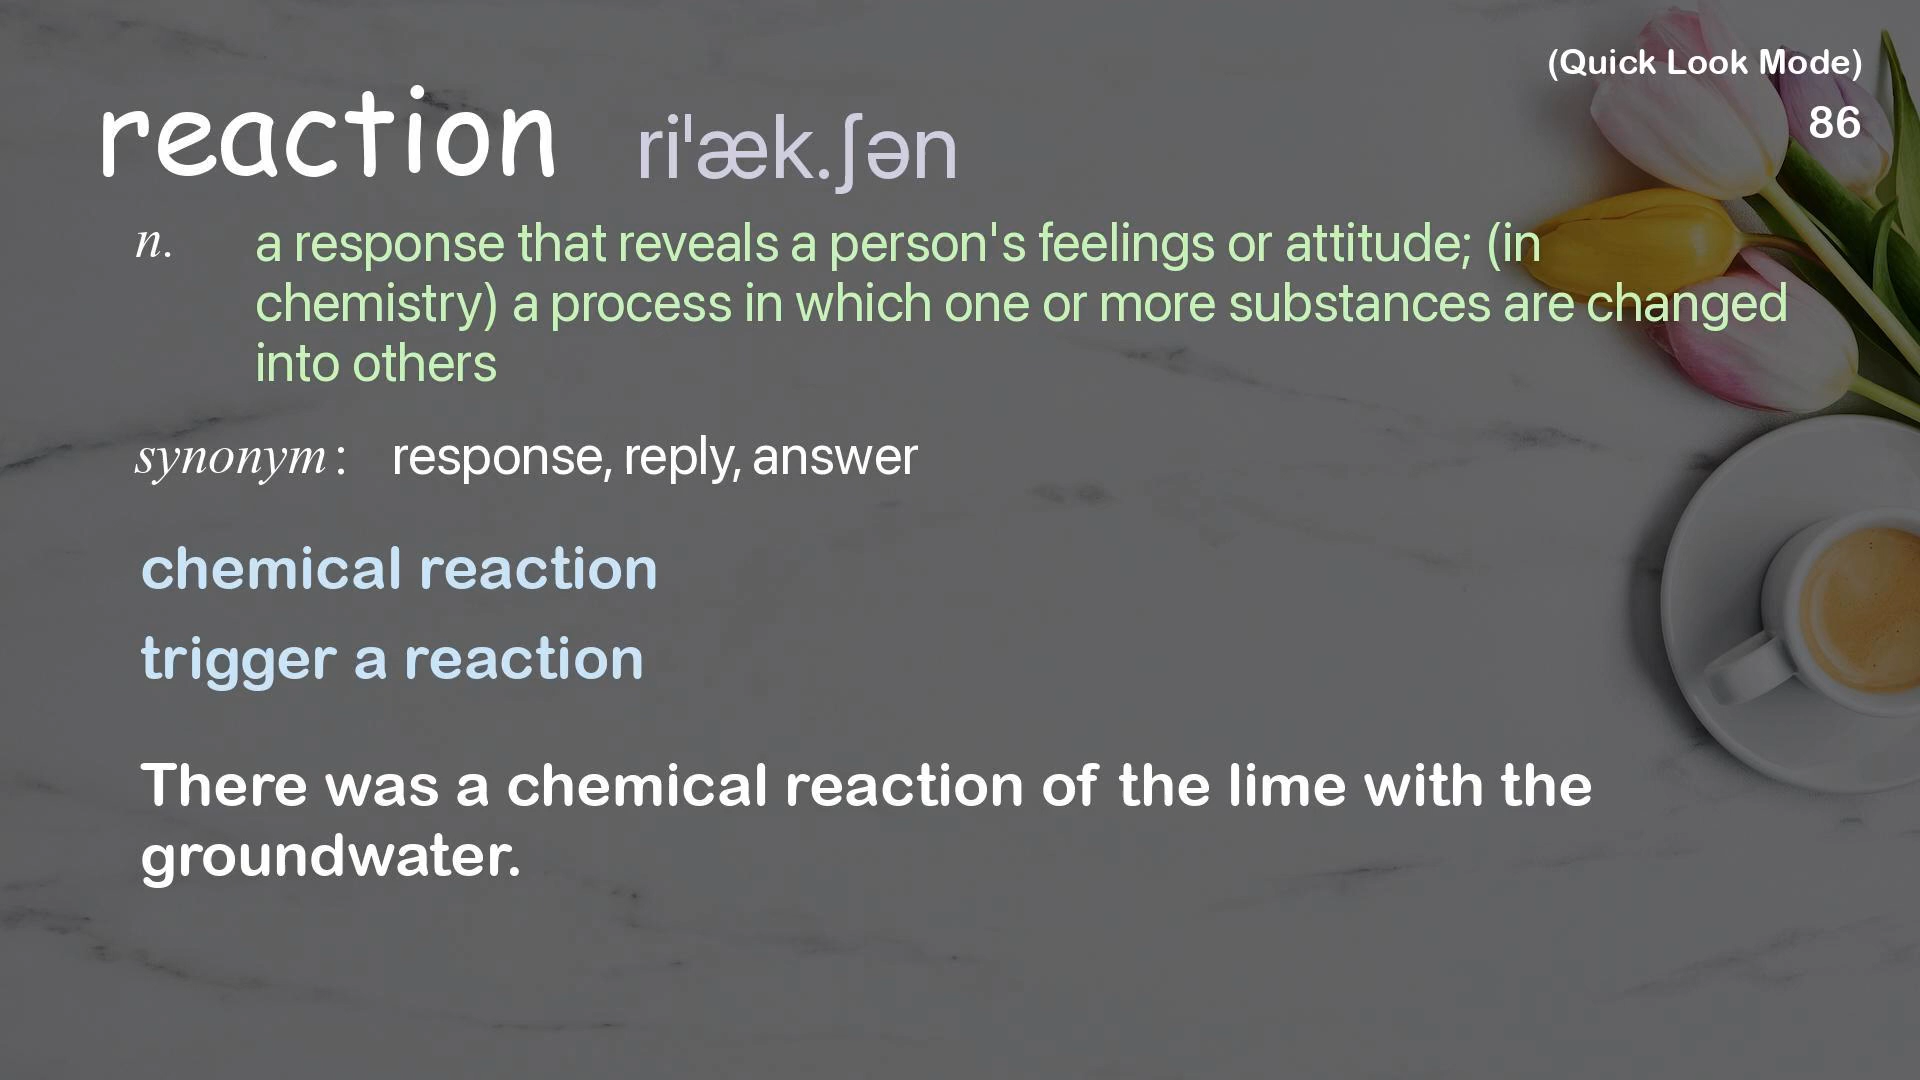 (Quick Look Mode)
86
reaction riˈæk.ʃən
n. a response that reveals a person's feelings or attitude; (in
chemistry) a process in which one or more substances are changed
into others
synonym: response, reply, answer
chemical reaction
trigger a reaction
There was a chemical reaction of the lime with the
groundwater.